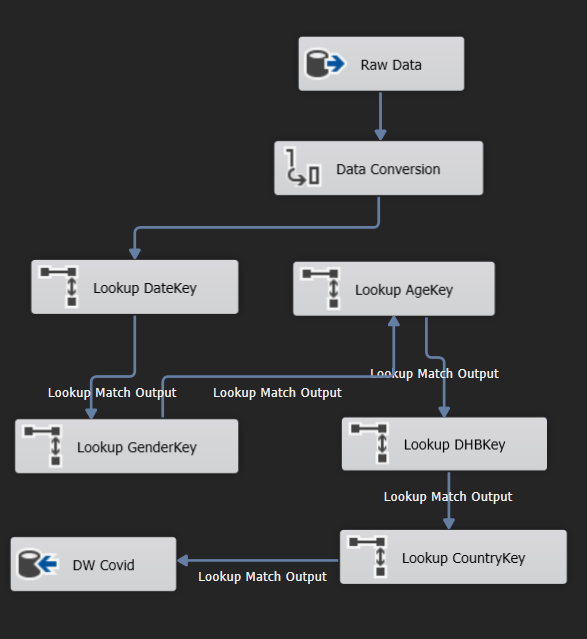 Raw Data
Data Conversion
Lookup DateKey
Lookup AgeKey
Lookup Match Output
Lookup Match Output
Lookup Match Output
Lookup GenderKey
Lookup DHBKey
Lookup Match Output
Lookup CountryKey
DW Covid
Lookup Match Output